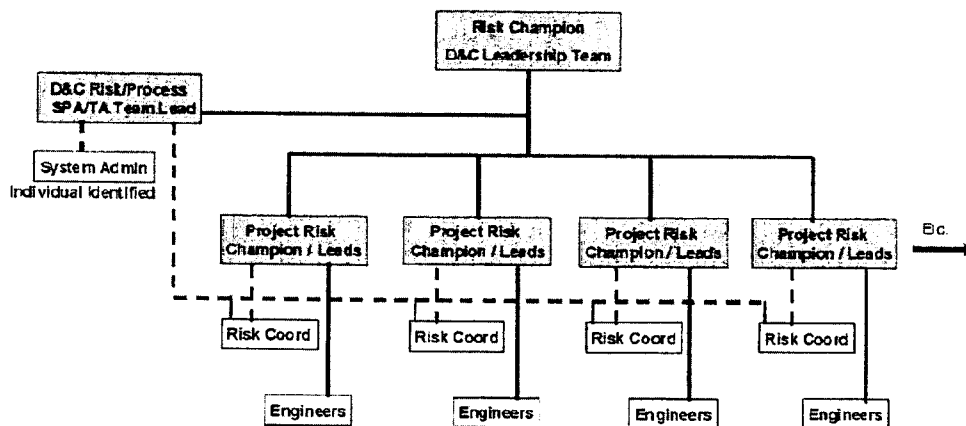 Risk Champion
D&C Leadership Team
D&C Risk/Process
SPA/TA Team Lead
System Admin
Individual Identified
Project Risk
Champion / Leads
Project Risk
Champion / Leads
Project Risk
Champion / Leads
Project Risk
Champion / Leads
Etc.
Risk Coord
Risk Coord
Risk Coord
Risk Coord
Engineers
Engineers
Engineers
Engineers